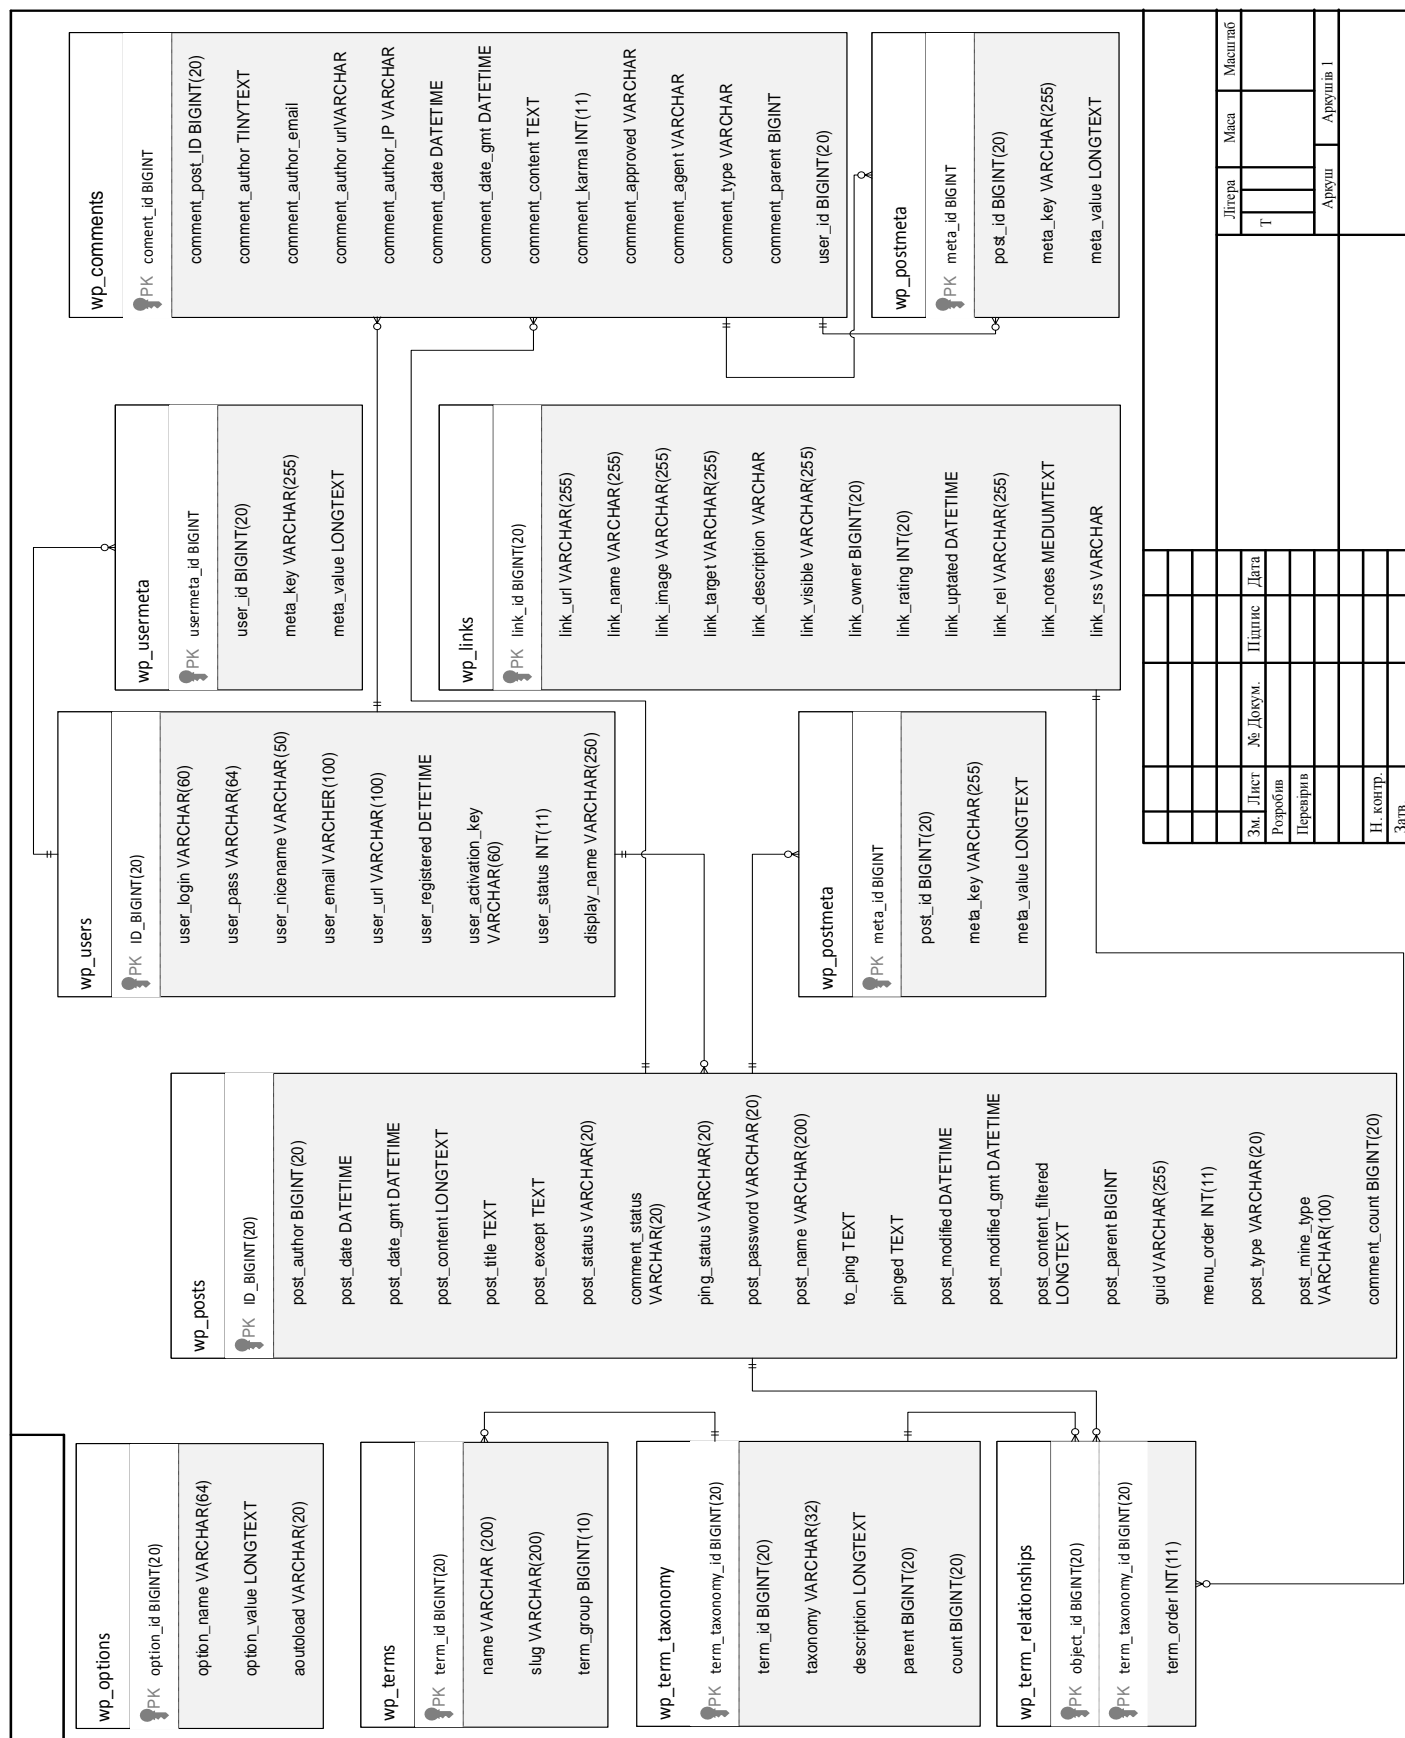 wp_options
PK option_id BIGINT(20)
option_name VARCHAR(64)
option_value LONGTEXT
aoutoload VARCHAR(20)
wp_terms
PK term_id BIGINT(20)
name VARCHAR (200)
slug VARCHAR(200)
term_group BIGINT(10)
wp_term_taxonomy
PK term_taxonomy_id BIGINT(20)
term_id BIGINT(20)
taxonomy VARCHAR(32)
description LONGTEXT
parent BIGINT(20)
count BIGINT(20)
wp_term_relationships
PK object_id BIGINT(20)
PK term_taxonomy_id BIGINT(20)
term_order INT(11)
wp_posts
PK ID_BIGINT(20)
post_author BIGINT(20)
post_date DATETIME
post_date_gmt DATETIME
post_content LONGTEXT
post_title TEXT
post_except TEXT
post_status VARCHAR(20)
comment_status
VARCHAR(20)
ping_status VARCHAR(20)
post_password VARCHAR(20)
post_name VARCHAR(200)
to_ping TEXT
pinged TEXT
post_modified DATETIME
post_modified_gmt DATETIME
post_content_filtered
LONGTEXT
post_parent BIGINT
guid VARCHAR(255)
menu_order INT(11)
post_type VARCHAR(20)
post_mine_type
VARCHAR(100)
comment_count BIGINT(20)
wp_users
PK ID_BIGINT(20)
user_login VARCHAR(60)
user_pass VARCHAR(64)
user_nicename VARCHAR(50)
user_email VARCHER(100)
user_url VARCHAR(100)
user_registered DETETIME
user_activation_key
VARCHAR(60)
user_status INT(11)
display_name VARCHAR(250)
wp_postmeta
PK meta_id BIGINT
post_id BIGINT(20)
meta_key VARCHAR(255)
meta_value LONGTEXT
wp_usermeta
PK usermeta_id BIGINT
user_id BIGINT(20)
meta_key VARCHAR(255)
meta_value LONGTEXT
wp_links
PK link_id BIGINT(20)
link_url VARCHAR(255)
link_name VARCHAR(255)
link_image VARCHAR(255)
link_target VARCHAR(255)
link_description VARCHAR
link_visible VARCHAR(255)
link_owner BIGINT(20)
link_rating INT(20)
link_uptated DATETIME
link_rel VARCHAR(255)
link_notes MEDIUMTEXT
link_rss VARCHAR
wp_comments
PK coment_id BIGINT
comment_post_ID BIGINT(20)
comment_author TINYTEXT
comment_author_email
comment_author urlVARCHAR
comment_author_IP VARCHAR
comment_date DATETIME
comment_date_gmt DATETIME
comment_content TEXT
comment_karma INT(11)
comment_approved VARCHAR
comment_agent VARCHAR
comment_type VARCHAR
comment_parent BIGINT
user_id BIGINT(20)
wp_postmeta
PK meta_id BIGINT
post_id BIGINT(20)
meta_key VARCHAR(255)
meta_value LONGTEXT
Зм. Лист № Докум. Підпис Дата
Розробив
Перевірив
Н. контр.
Затв.
Літера Маса Масштаб
Т
Аркуш Аркушів 1